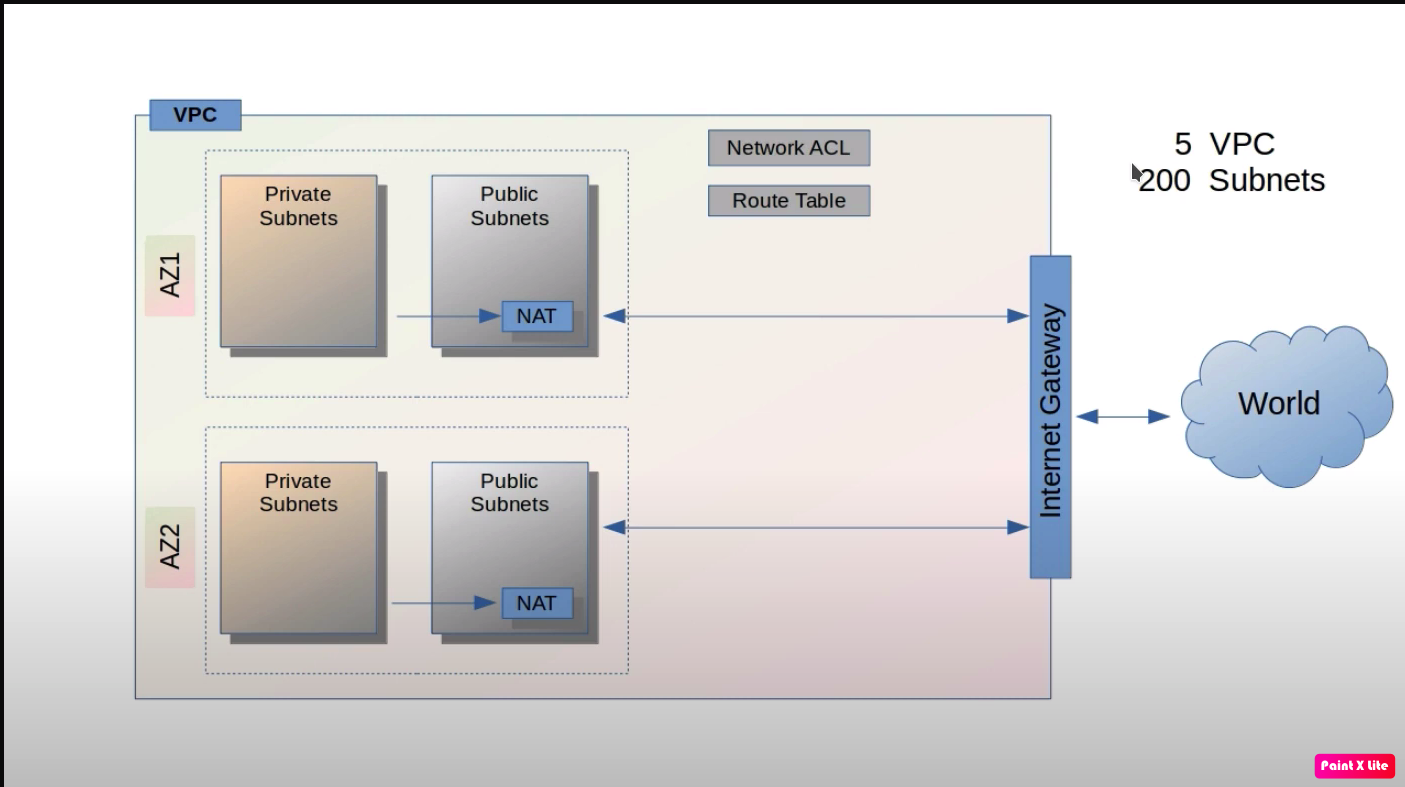 VPC
Network ACL
Route Table
5 VPC
200 Subnets
AZ1
Private
Subnets
Public
Subnets
NAT
Internet Gateway
World
AZ2
Private
Subnets
Public
Subnets
NAT
Paint X Lite